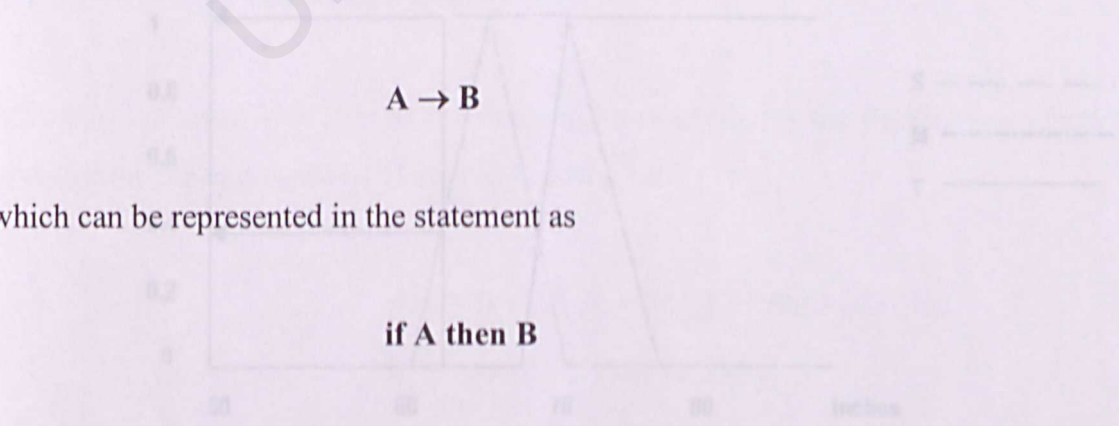 A → B
which can be represented in the statement as
if A then B